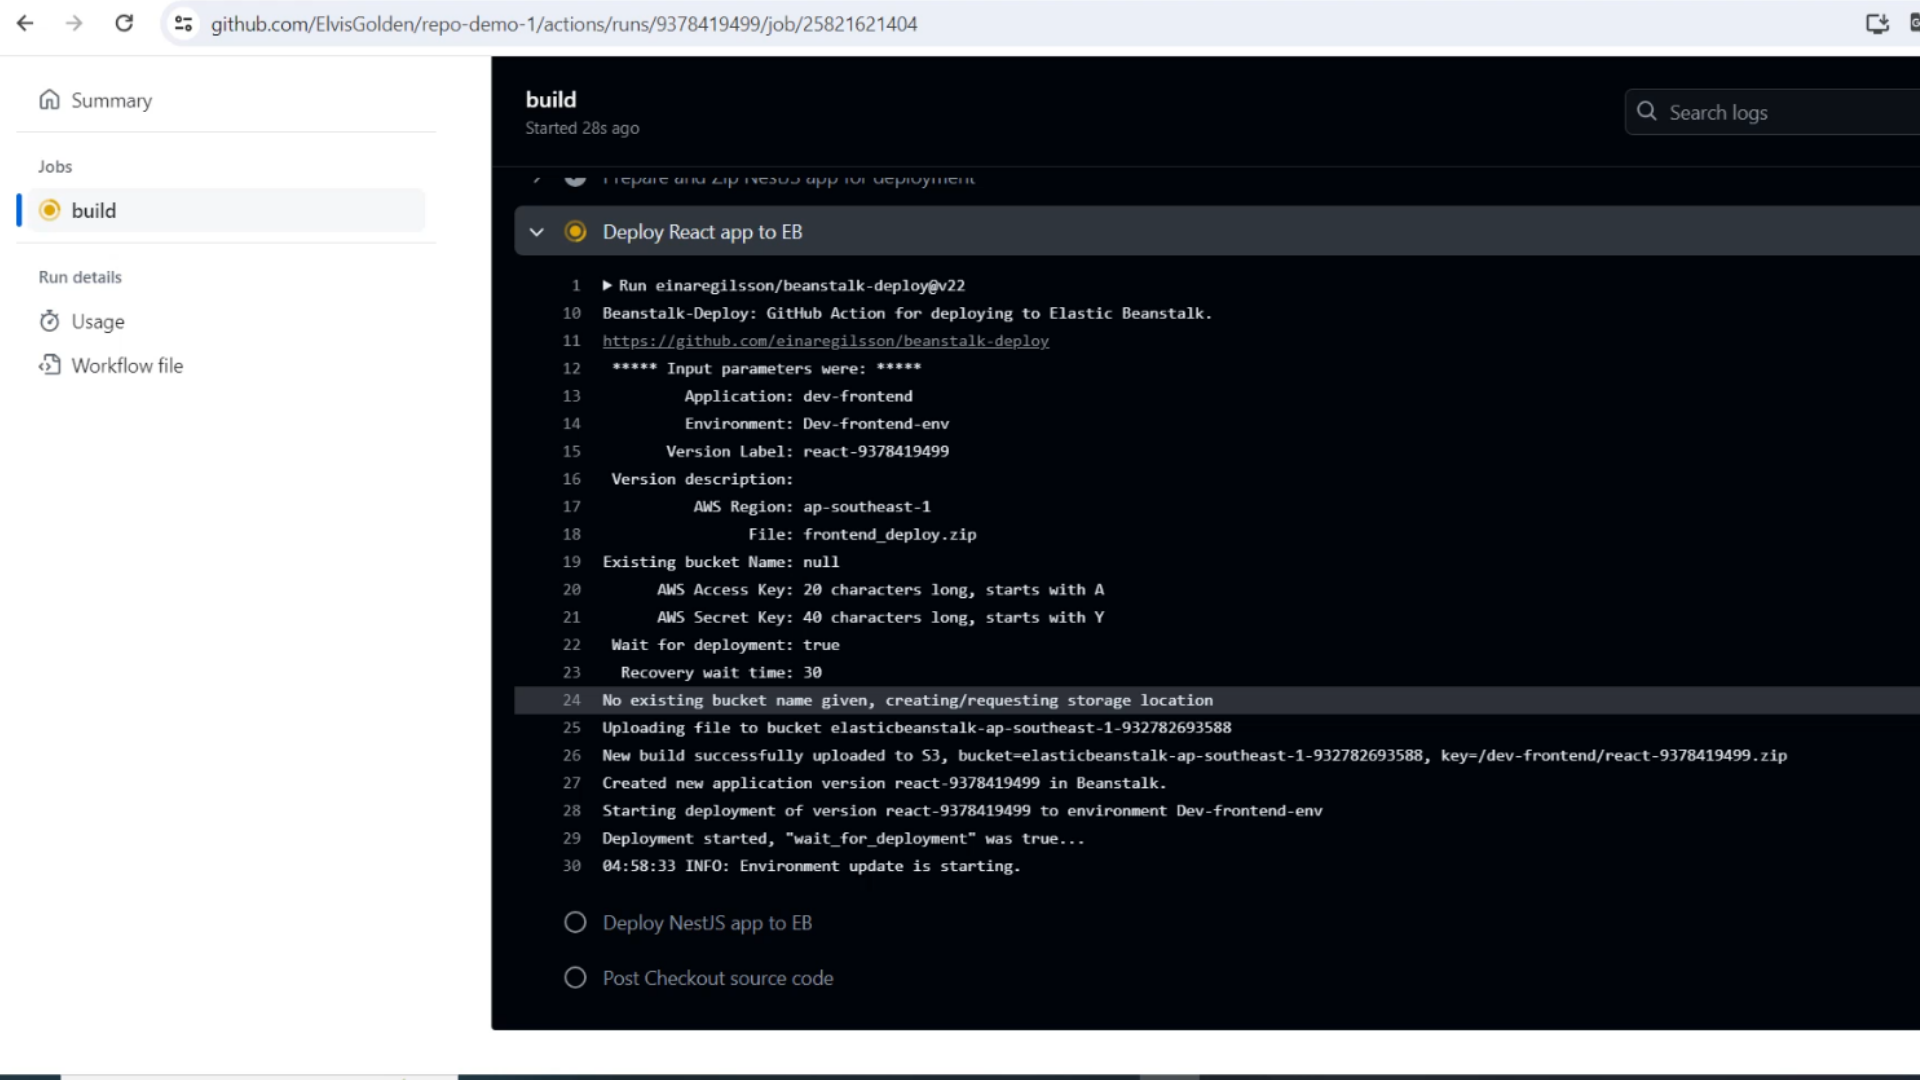 github.com/ElvisGolden/repo-demo-1/actions/runs/9378419499/job/25821621404
Summary
Jobs
build
Run details
Usage
Workflow file
build
Started 28s ago
Search logs
Prepare and Zip NestJS app for deployment
Deploy React app to EB
1 Run einaregilsson/beanstalk-deploy@v22
10 Beanstalk-Deploy: GitHub Action for deploying to Elastic Beanstalk.
11 https://github.com/einaregilsson/beanstalk-deploy
12 ***** Input parameters were: *****
13 Application: dev-frontend
14 Environment: Dev-frontend-env
15 Version Label: react-9378419499
16 Version description:
17 AWS Region: ap-southeast-1
18 File: frontend_deploy.zip
19 Existing bucket Name: null
20 AWS Access Key: 20 characters long, starts with A
21 AWS Secret Key: 40 characters long, starts with Y
22 Wait for deployment: true
23 Recovery wait time: 30
24 No existing bucket name given, creating/requesting storage location
25 Uploading file to bucket elasticbeanstalk-ap-southeast-1-932782693588
26 New build successfully uploaded to S3, bucket=elasticbeanstalk-ap-southeast-1-932782693588, key=/dev-frontend/react-9378419499.zip
27 Created new application version react-9378419499 in Beanstalk.
28 Starting deployment of version react-9378419499 to environment Dev-frontend-env
29 Deployment started, "wait_for_deployment" was true...
30 04:58:33 INFO: Environment update is starting.
Deploy NestJS app to EB
Post Checkout source code